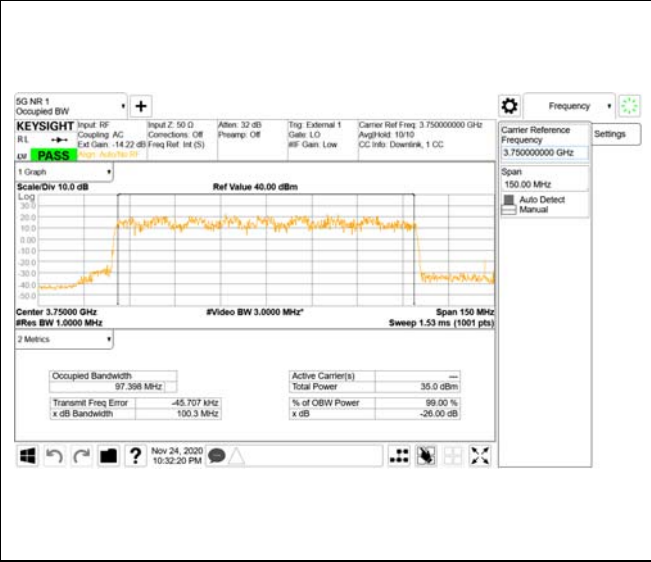 5G NR 1
Occupied BW
+
Frequency
KEYSIGHT
R L
PASS
Input: RF
Coupling: AC
Ext Gain: -14.22 dB
Align: Auto/No RF
Input Z: 50 Ω
Corrections: Off
Freq Ref: Int (S)
Atten: 32 dB
Preamp: Off
Trig: External 1
Gate: LO
#IF Gain: Low
Carrier Ref Freq: 3.750000000 GHz
Avg|Hold: 10/10
CC Info: Downlink, 1 CC
Carrier Reference
Frequency
3.750000000 GHz
Settings
Span
150.00 MHz
Auto Detect
Manual
1 Graph
Scale/Div 10.0 dB
Ref Value 40.00 dBm
Log
30.0
20.0
10.0
0.00
-10.0
-20.0
-30.0
-40.0
-50.0
Center 3.75000 GHz
#Video BW 3.0000 MHz*
Span 150 MHz
#Res BW 1.0000 MHz
Sweep 1.53 ms (1001 pts)
2 Metrics
Occupied Bandwidth
97.398 MHz
Transmit Freq Error -45.707 kHz
x dB Bandwidth 100.3 MHz
Active Carrier(s) —
Total Power 35.0 dBm
% of OBW Power 99.00 %
x dB -26.00 dB
?
Nov 24, 2020
10:32:20 PM